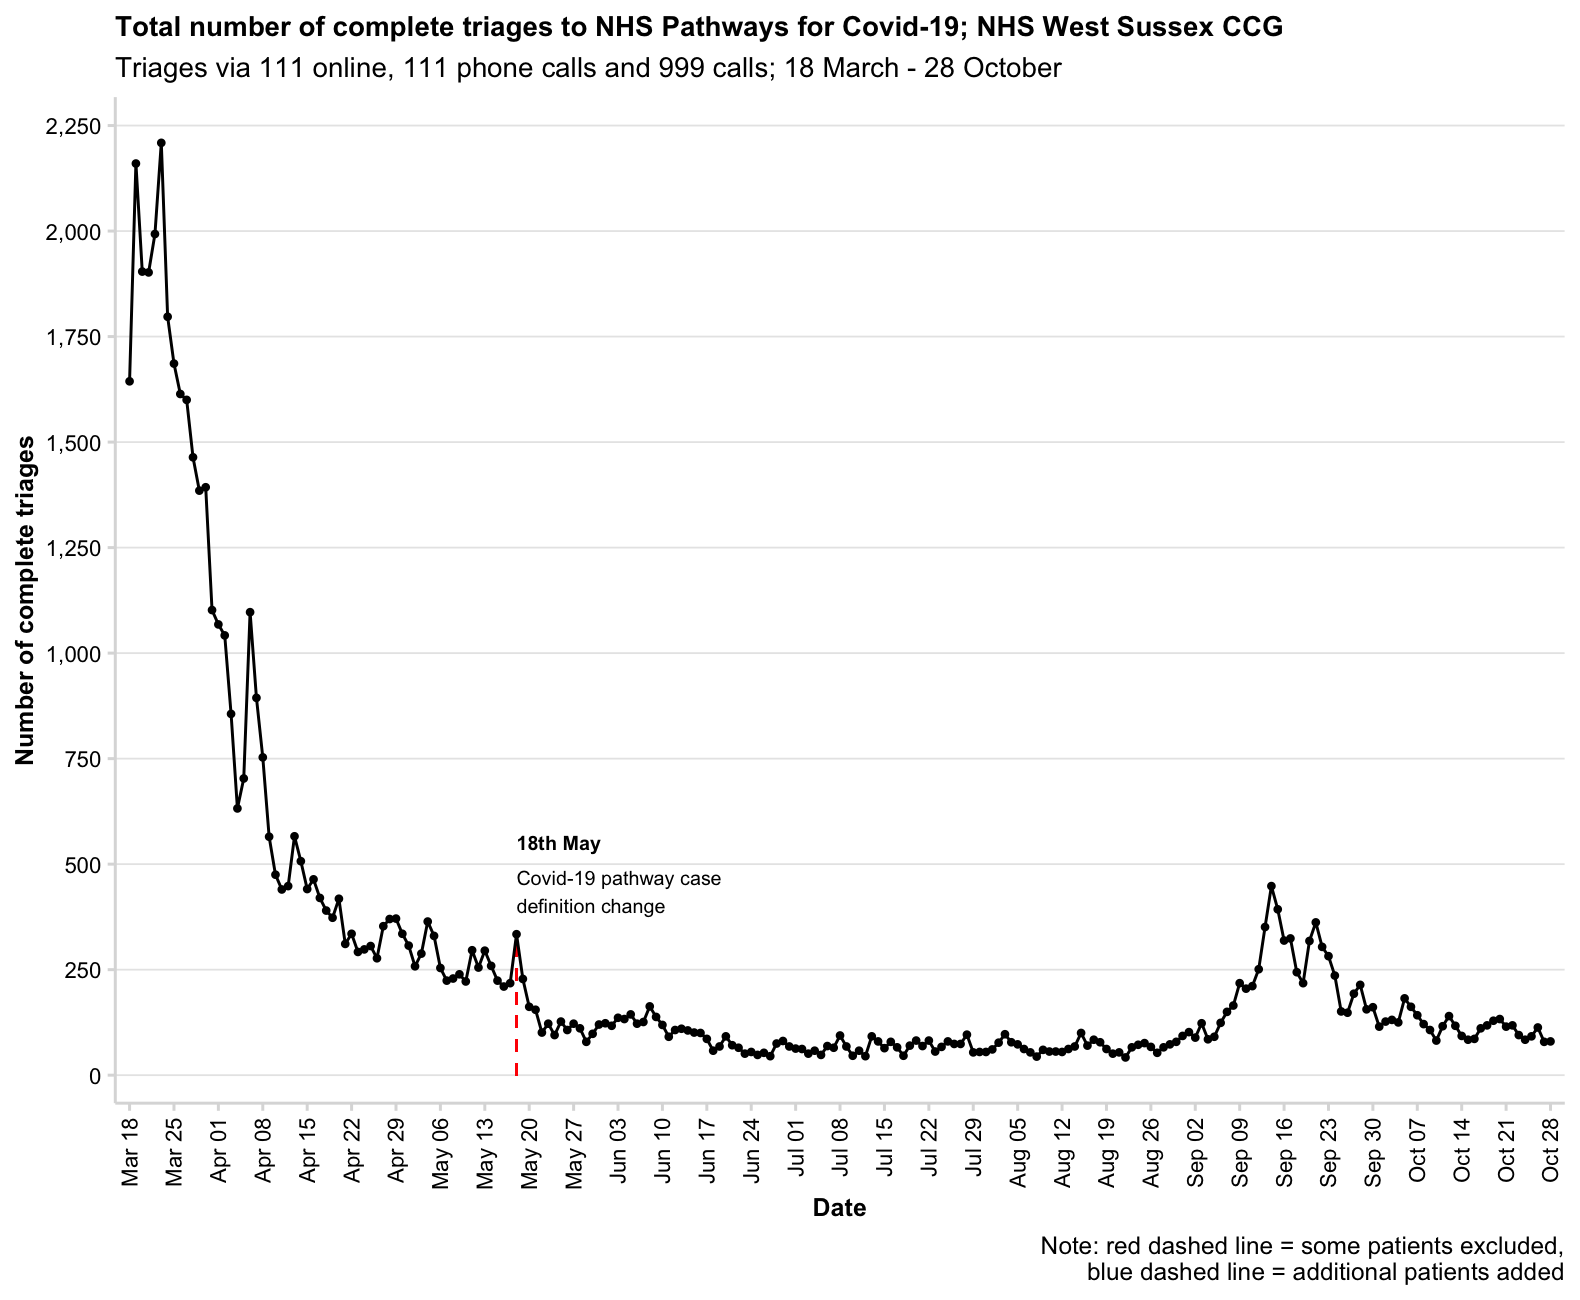 Total number of complete triages to NHS Pathways for Covid-19; NHS West Sussex CCG
Triages via 111 online, 111 phone calls and 999 calls; 18 March - 28 October
Number of complete triages
2,250
2,000
1,750
1,500
1,250
1,000
750
500
250
0
18th May
Covid-19 pathway case
definition change
Mar 18
Mar 25
Apr 01
Apr 08
Apr 15
Apr 22
Apr 29
May 06
May 13
May 20
May 27
Jun 03
Jun 10
Jun 17
Jun 24
Jul 01
Jul 08
Jul 15
Jul 22
Jul 29
Aug 05
Aug 12
Aug 19
Aug 26
Sep 02
Sep 09
Sep 16
Sep 23
Sep 30
Oct 07
Oct 14
Oct 21
Oct 28
Date
Note: red dashed line = some patients excluded,
blue dashed line = additional patients added